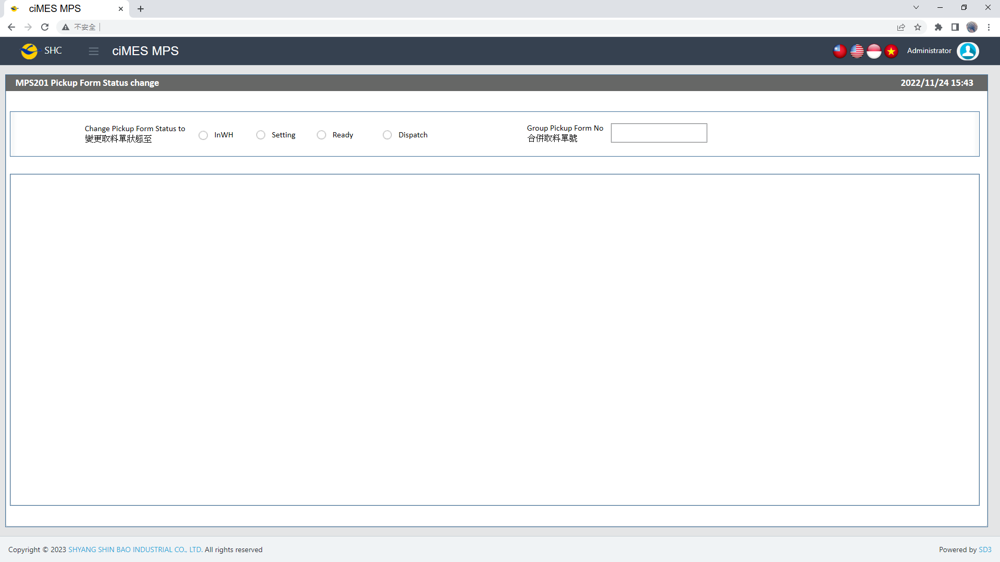 ciMES MPS
不安全
SHC
ciMES MPS
Administrator
MPS201 Pickup Form Status change
2022/11/24 15:43
Change Pickup Form Status to
變更取料單狀態至
InWH
Setting
Ready
Dispatch
Group Pickup Form No
合併取料單號
Copyright © 2023 SHYANG SHIN BAO INDUSTRIAL CO., LTD. All rights reserved
Powered by SD3